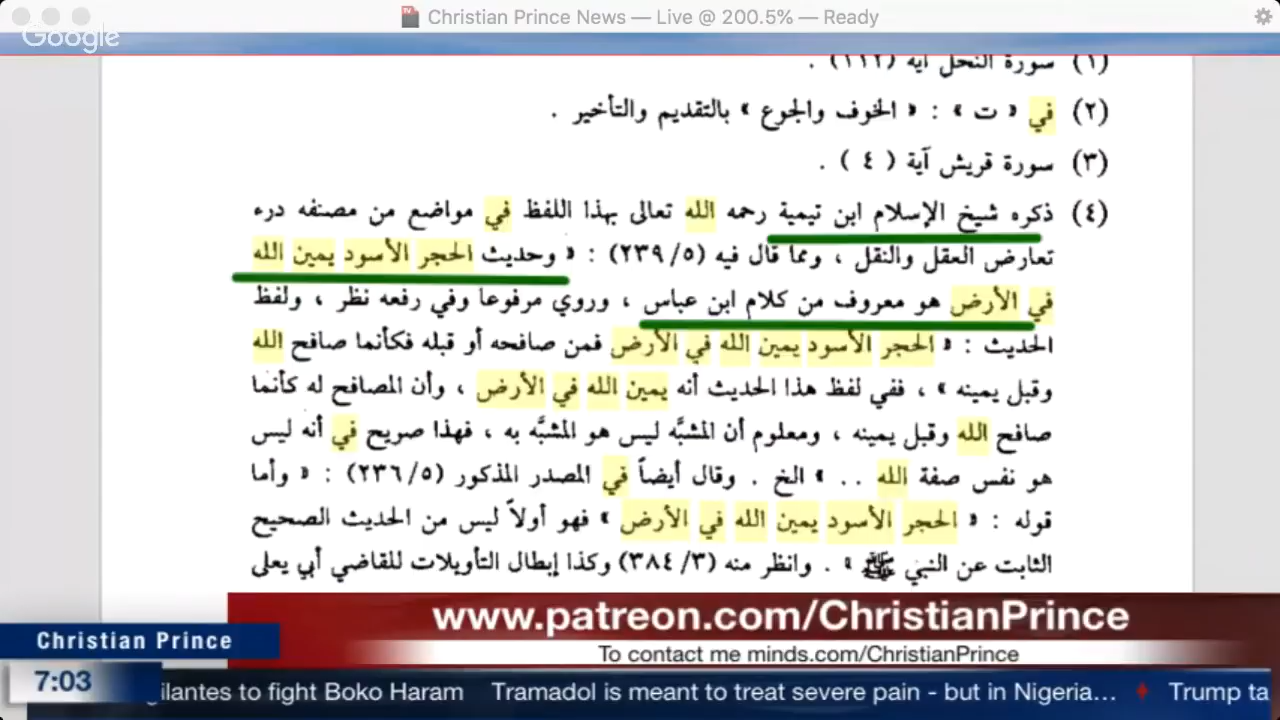 Christian Prince News — Live @ 200.5% — Ready
Google
(١) سورة النحل آية (١١٢) .
(٢) في « ت » : « الخوف والجوع » بالتقديم والتأخير .
(٣) سورة قريش آية ( ٤ ) .
(٤) ذكره شيخ الإسلام ابن تيمية رحمه الله تعالى بهذا اللفظ في مواضع من مصنفه درء
تعارض العقل والنقل ، ومما قال فيه (٢٣٩/٥) : « وحديث الحجر الأسود يمين الله
في الأرض هو معروف من كلام ابن عباس ، وروي مرفوعا وفي رفعه نظر ، ولفظ
الحديث : « الحجر الأسود يمين الله في الأرض فمن صافحه أو قبله فكأنما صافح الله
وقبل يمينه » ، ففي لفظ هذا الحديث أنه يمين الله في الأرض ، وأن المصافح له كأنما
صافح الله وقبل يمينه ، ومعلوم أن المشبَّه ليس هو المشبَّه به ، فهذا صريح في أنه ليس
هو نفس صفة الله .. » الخ . وقال أيضاً في المصدر المذكور (٢٣٦/٥) : « وأما
قوله : « الحجر الأسود يمين الله في الأرض » فهو أولاً ليس من الحديث الصحيح
الثابت عن النبي ﷺ » . وانظر منه (٣٨٤/٣) وكذا إبطال التأويلات للقاضي أبي يعلى
www.patreon.com/ChristianPrince
Christian Prince
To contact me minds.com/ChristianPrince
7:03
ilantes to fight Boko Haram Tramadol is meant to treat severe pain - but in Nigeria… Trump ta